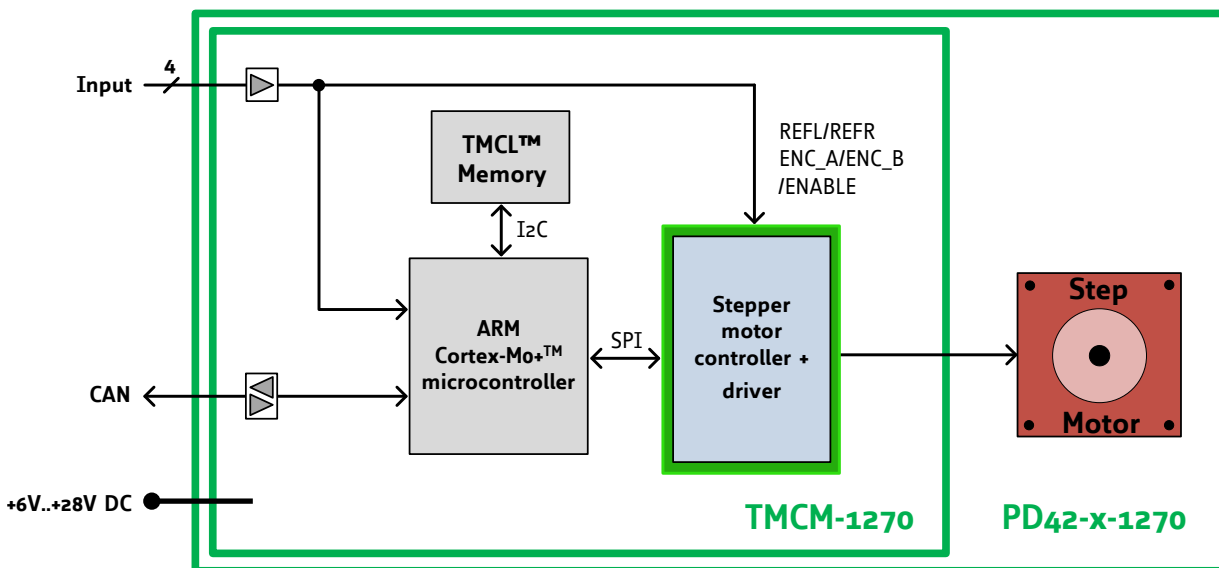 Input
4
REFL/REFR
ENC_A/ENC_B
/ENABLE
TMCL™
Memory
I2C
ARM
Cortex-M0+™
microcontroller
SPI
Stepper
motor
controller +
driver
Step
Motor
CAN
+6V..+28V DC
TMCM-1270
PD42-x-1270